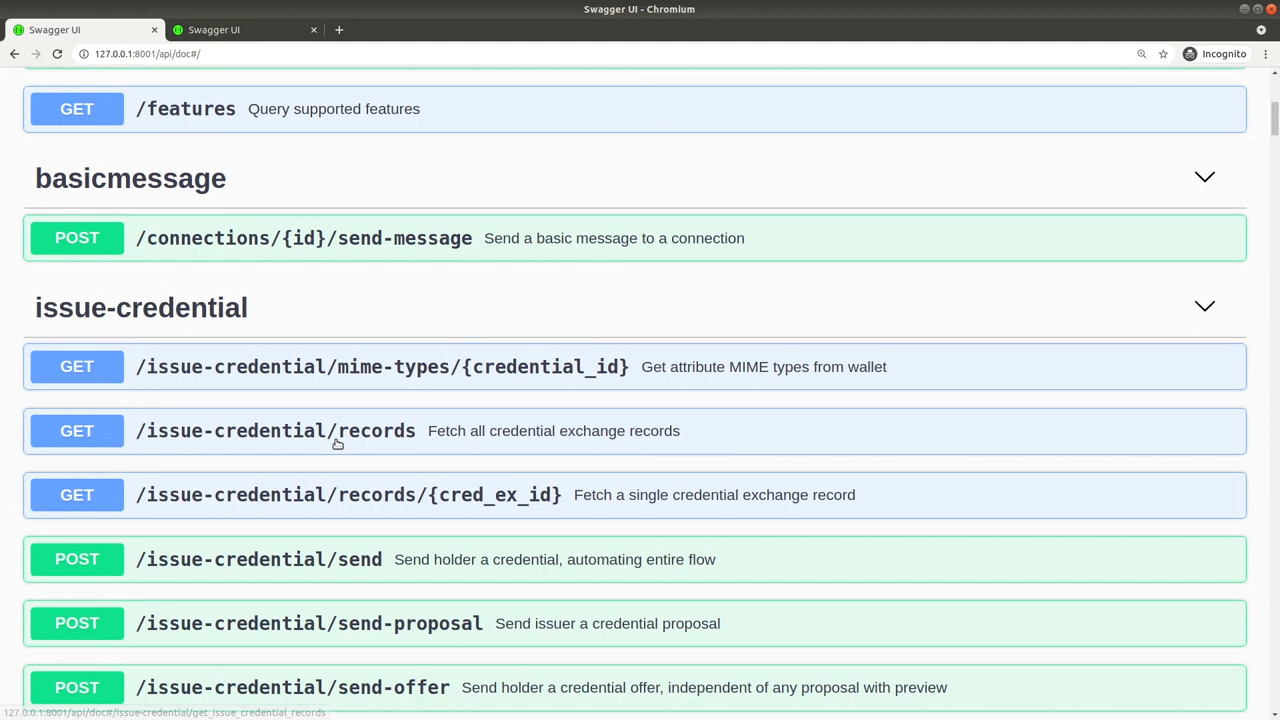 Swagger UI - Chromium
Swagger UI
Swagger UI
127.0.0.1:8001/api/doc#/
Incognito
GET /features Query supported features
basicmessage
POST /connections/{id}/send-message Send a basic message to a connection
issue-credential
GET /issue-credential/mime-types/{credential_id} Get attribute MIME types from wallet
GET /issue-credential/records Fetch all credential exchange records
GET /issue-credential/records/{cred_ex_id} Fetch a single credential exchange record
POST /issue-credential/send Send holder a credential, automating entire flow
POST /issue-credential/send-proposal Send issuer a credential proposal
POST /issue-credential/send-offer Send holder a credential offer, independent of any proposal with preview
127.0.0.1:8001/api/doc#/issue-credential/get_issue_credential_records